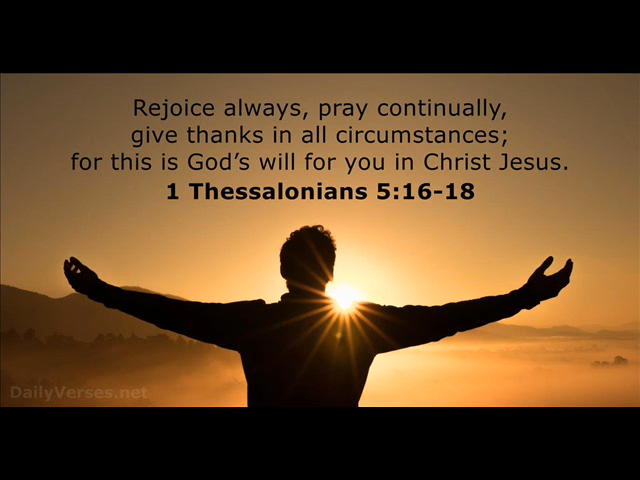 Rejoice always, pray continually,
give thanks in all circumstances;
for this is God’s will for you in Christ Jesus.
1 Thessalonians 5:16-18
DailyVerses.net